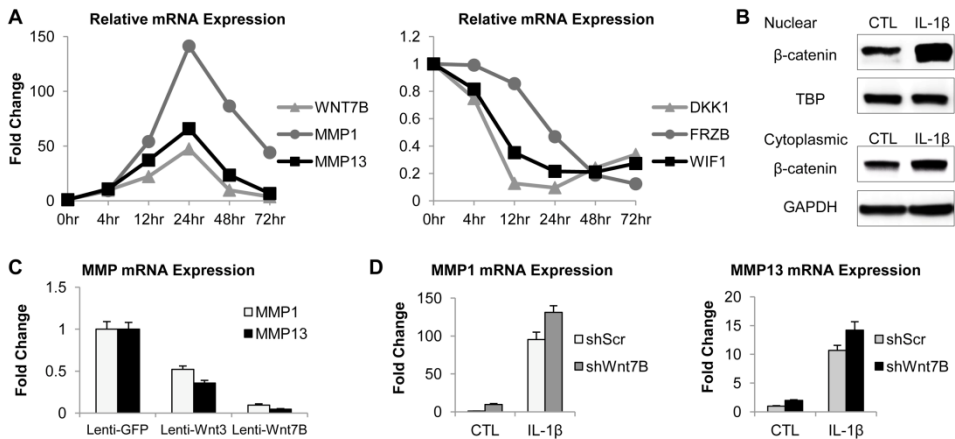 A
Relative mRNA Expression
Fold Change
150
100
50
0
0hr 4hr 12hr 24hr 48hr 72hr
WNT7B
MMP1
MMP13
Relative mRNA Expression
1.2
1
0.8
0.6
0.4
0.2
0
0hr 4hr 12hr 24hr 48hr 72hr
DKK1
FRZB
WIF1
B
Nuclear CTL IL-1β
β-catenin
TBP
Cytoplasmic CTL IL-1β
β-catenin
GAPDH
C
MMP mRNA Expression
Fold Change
1.5
1
0.5
0
Lenti-GFP Lenti-Wnt3 Lenti-Wnt7B
MMP1
MMP13
D
MMP1 mRNA Expression
Fold Change
150
100
50
0
CTL IL-1β
shScr
shWnt7B
MMP13 mRNA Expression
Fold Change
20
15
10
5
0
CTL IL-1β
shScr
shWnt7B